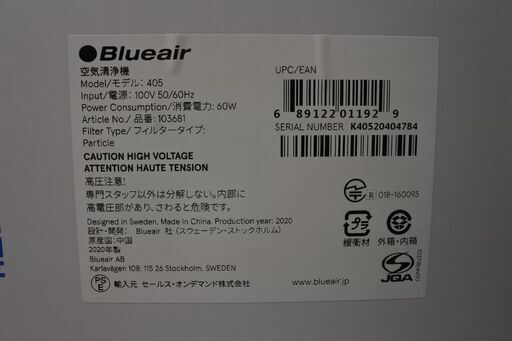 Blueair
空気清浄機
Model/モデル: 405
Input/電源: 100V 50/60Hz
Power Consumption/消費電力: 60W
Article No./品番: 103681
Filter Type/フィルタータイプ:
Particle
CAUTION HIGH VOLTAGE
ATTENTION HAUTE TENSION
高圧注意!
専門スタッフ以外は分解しない。内部に
高電圧部があり、さわると危険です。
Designed in Sweden, Made In China. Production year: 2020
設計・開発: Blueair 社 (スウェーデン・ストックホルム)
原産国: 中国
2020年製
Blueair AB
Karlavägen 108, 115 26 Stockholm. SWEDEN
PS
E
輸入元 セールス・オンデマンド株式会社
UPC/EAN
6 89122 01192 9
SERIAL NUMBER K40520404784
R 018-160093
紙
緩衝材
プラ
外箱・内箱
www.blueair.jp
JQA